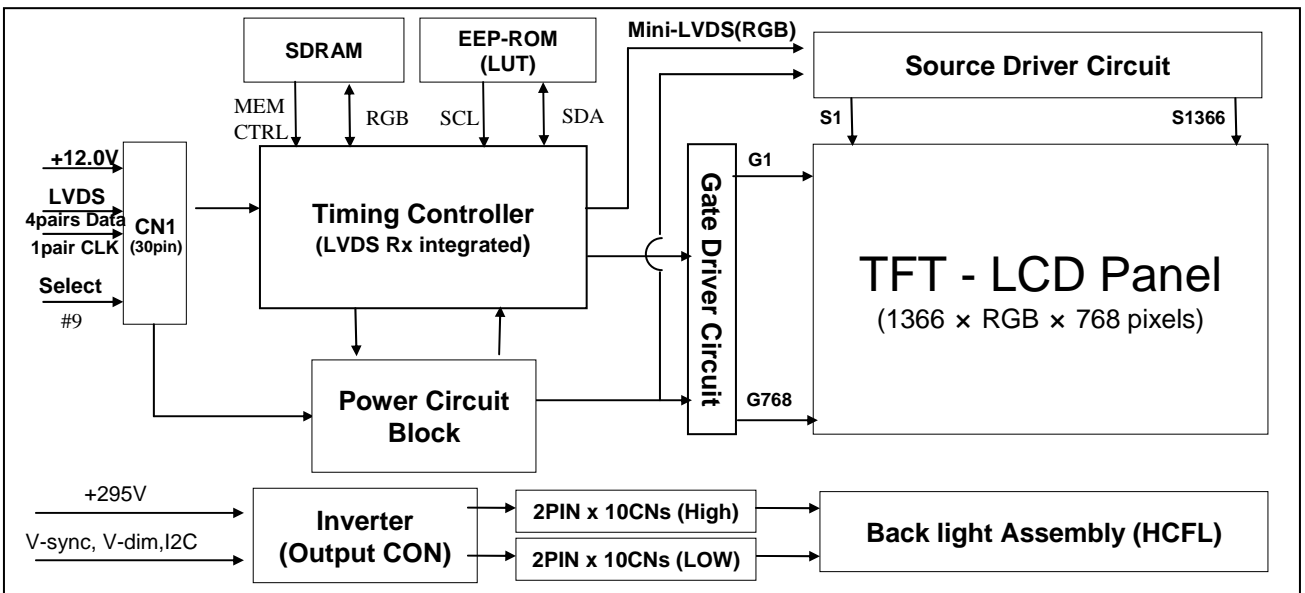 SDRAM
EEP-ROM
(LUT)
Mini-LVDS(RGB)
Source Driver Circuit
MEM
CTRL
RGB
SCL
SDA
S1
S1366
+12.0V
LVDS
4pairs Data
1pair CLK
Select
#9
CN1
(30pin)
Timing Controller
(LVDS Rx integrated)
Gate Driver Circuit
G1
G768
TFT - LCD Panel
(1366 × RGB × 768 pixels)
Power Circuit
Block
+295V
V-sync, V-dim,I2C
Inverter
(Output CON)
2PIN x 10CNs (High)
2PIN x 10CNs (LOW)
Back light Assembly (HCFL)